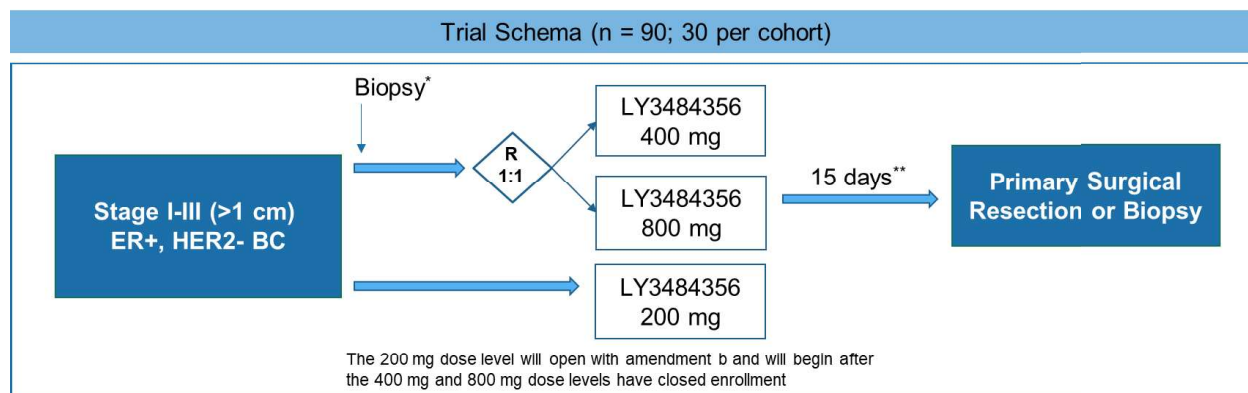 Trial Schema (n = 90; 30 per cohort)
Biopsy*
Stage I-III (>1 cm)
ER+, HER2- BC
R
1:1
LY3484356
400 mg
LY3484356
800 mg
LY3484356
200 mg
15 days**
Primary Surgical
Resection or Biopsy
The 200 mg dose level will open with amendment b and will begin after
the 400 mg and 800 mg dose levels have closed enrollment